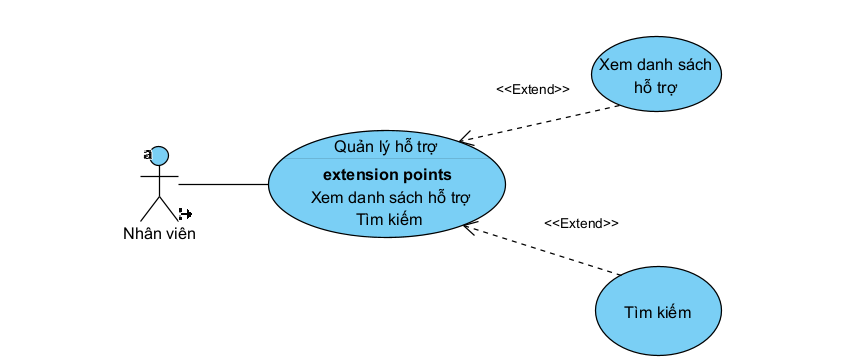 Xem danh sách
hỗ trợ
<<Extend>>
Quản lý hỗ trợ
a
extension points
Xem danh sách hỗ trợ
Tìm kiếm
<<Extend>>
Nhân viên
Tìm kiếm